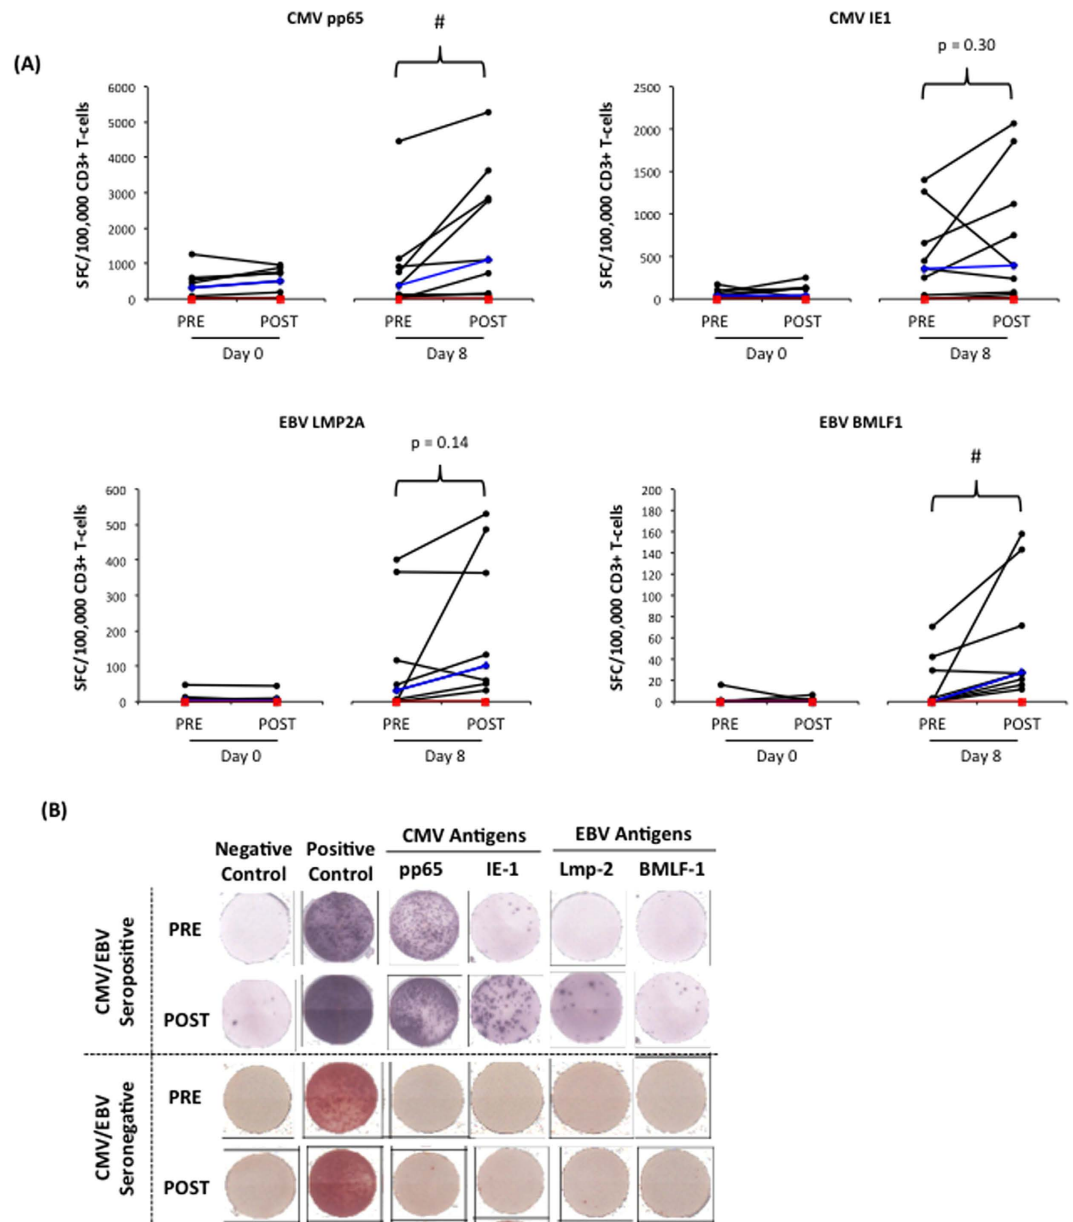 (A)
CMV pp65
#
SFC/100,000 CD3+ T-cells
6000
5000
4000
3000
2000
1000
0
PRE POST PRE POST
Day 0 Day 8
CMV IE1
p = 0.30
SFC/100,000 CD3+ T-cells
2500
2000
1500
1000
500
0
PRE POST PRE POST
Day 0 Day 8
EBV LMP2A
p = 0.14
SFC/100,000 CD3+ T-cells
600
500
400
300
200
100
0
PRE POST PRE POST
Day 0 Day 8
EBV BMLF1
#
SFC/100,000 CD3+ T-cells
200
180
160
140
120
100
80
60
40
20
0
PRE POST PRE POST
Day 0 Day 8
(B)
CMV Antigens EBV Antigens
Negative Control
Positive Control
pp65 IE-1 Lmp-2 BMLF-1
CMV/EBV
Seropositive
PRE
POST
CMV/EBV
Seronegative
PRE
POST